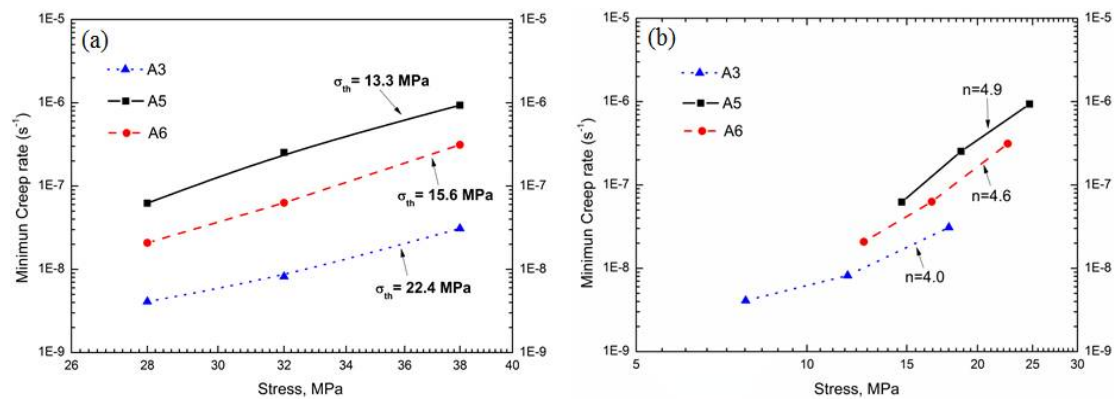 (a)
1E-5
1E-6
1E-7
1E-8
1E-9
Minimun Creep rate (s⁻¹)
A3
A5
A6
σth= 13.3 MPa
σth= 15.6 MPa
σth= 22.4 MPa
1E-5
1E-6
1E-7
1E-8
1E-9
26 28 30 32 34 36 38 40
Stress, MPa
(b)
1E-5
1E-6
1E-7
1E-8
1E-9
Minimun Creep rate (s⁻¹)
A3
A5
A6
n=4.9
n=4.6
n=4.0
1E-5
1E-6
1E-7
1E-8
1E-9
5 10 15 20 25 30
Stress, MPa